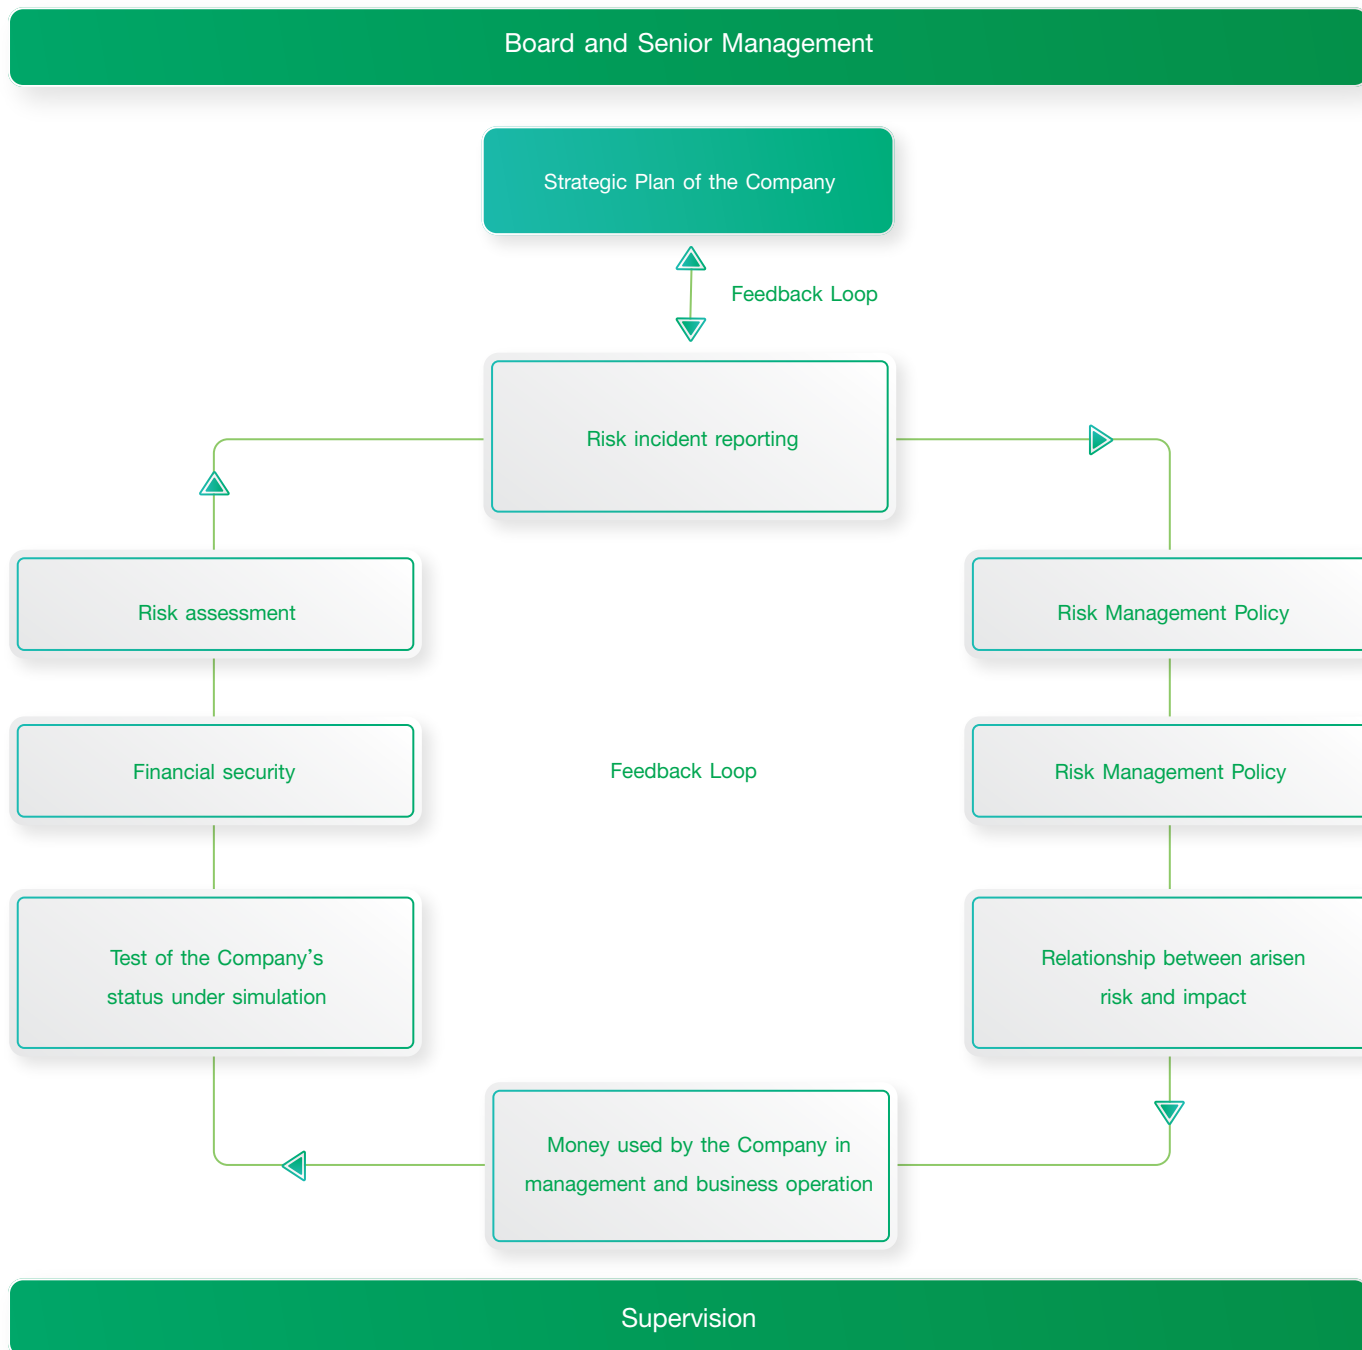 Board and Senior Management
Strategic Plan of the Company
Feedback Loop
Risk incident reporting
Risk assessment
Risk Management Policy
Financial security
Feedback Loop
Risk Management Policy
Test of the Company's
status under simulation
Relationship between arisen
risk and impact
Money used by the Company in
management and business operation
Supervision